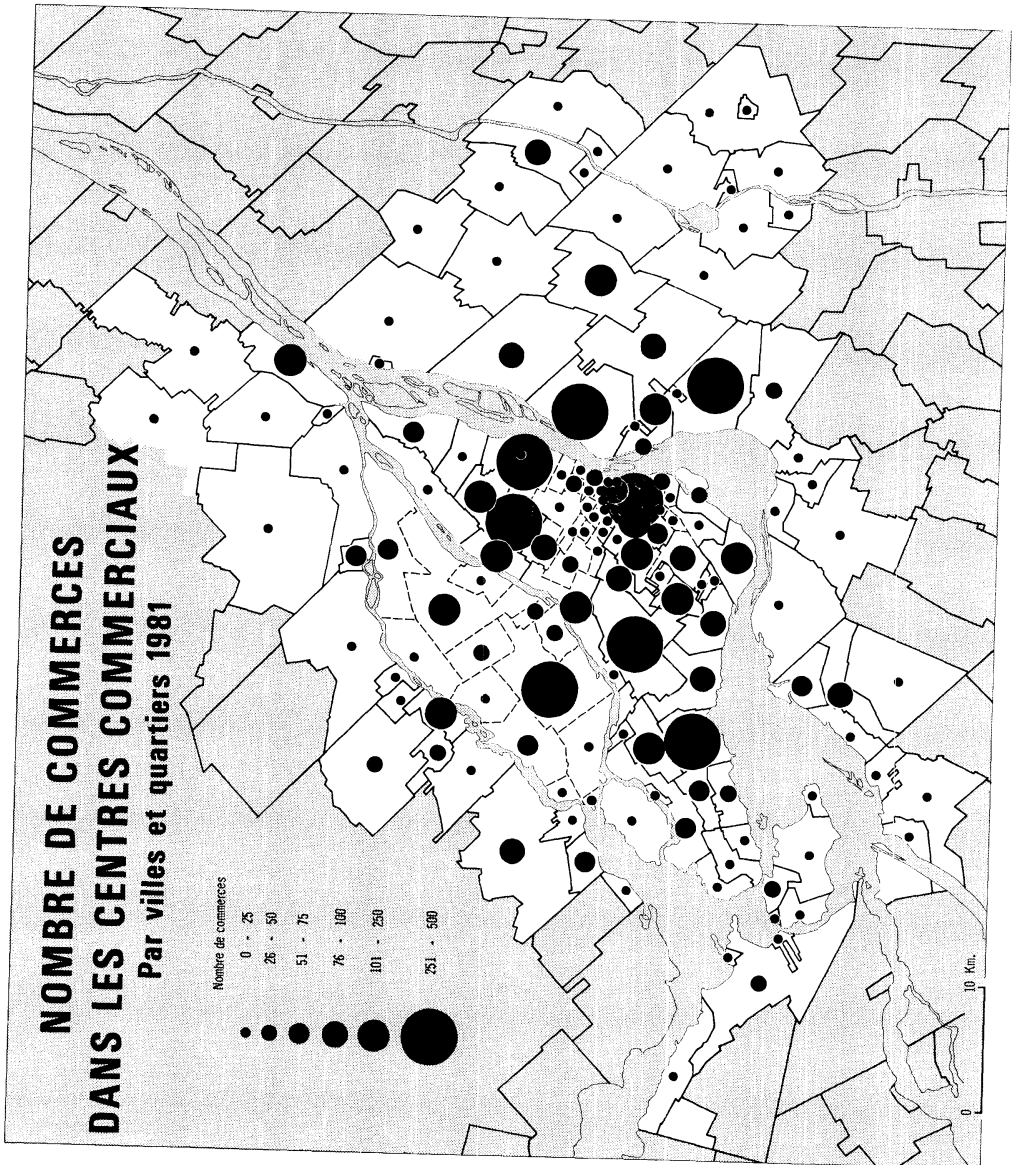 NOMBRE DE COMMERCES
DANS LES CENTRES COMMERCIAUX
Par villes et quartiers 1981
Nombre de commerces
0 - 25
26 - 50
51 - 75
76 - 100
101 - 250
251 - 500
0 10 Km.